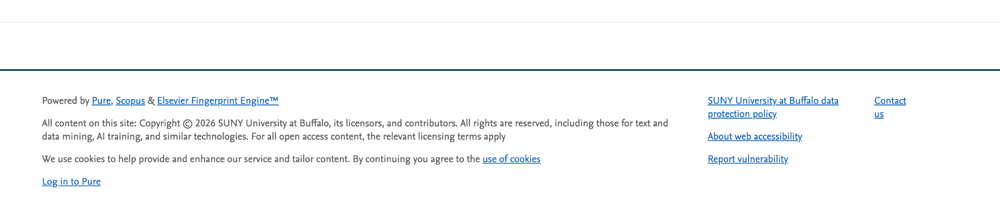 Powered by Pure, Scopus & Elsevier Fingerprint Engine™
All content on this site: Copyright © 2026 SUNY University at Buffalo, its licensors, and contributors. All rights are reserved, including those for text and
data mining, AI training, and similar technologies. For all open access content, the relevant licensing terms apply
We use cookies to help provide and enhance our service and tailor content. By continuing you agree to the use of cookies
Log in to Pure
SUNY University at Buffalo data
protection policy
About web accessibility
Report vulnerability
Contact
us